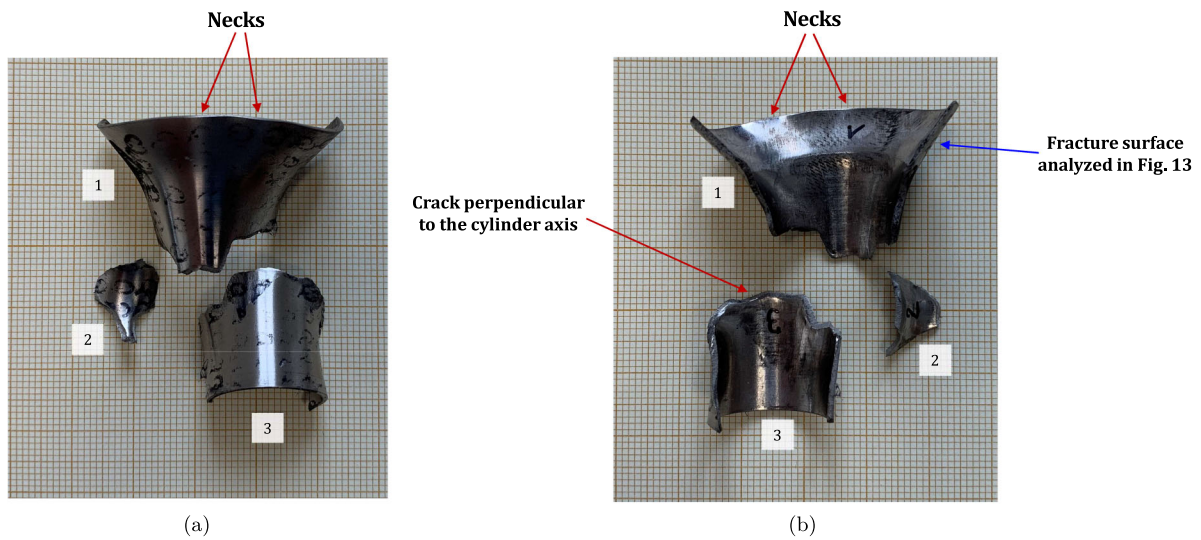 Necks
Necks
1
2
3
Crack perpendicular
to the cylinder axis
Fracture surface
analyzed in Fig. 13
1
2
3
(a)
(b)